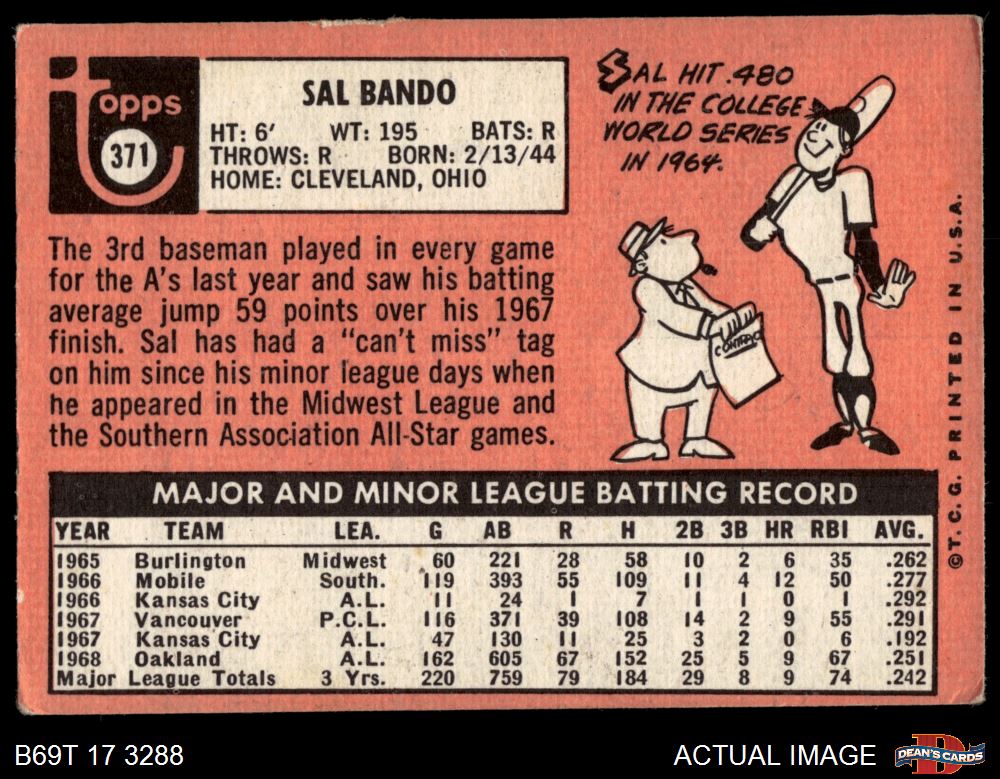 Topps
371
SAL BANDO
HT: 6' WT: 195 BATS: R
THROWS: R BORN: 2/13/44
HOME: CLEVELAND, OHIO
The 3rd baseman played in every game
for the A's last year and saw his batting
average jump 59 points over his 1967
finish. Sal has had a "can't miss" tag
on him since his minor league days when
he appeared in the Midwest League and
the Southern Association All-Star games.
SAL HIT .480
IN THE COLLEGE
WORLD SERIES
IN 1964.
CONTRAC
MAJOR AND MINOR LEAGUE BATTING RECORD
YEAR TEAM LEA. G AB R H 2B 3B HR RBI AVG.
1965 Burlington Midwest 60 221 28 58 10 2 6 35 .262
1966 Mobile South. 119 393 55 109 11 4 12 50 .277
1966 Kansas City A.L. 11 24 1 7 1 1 0 1 .292
1967 Vancouver P.C.L. 116 371 39 108 14 2 9 55 .291
1967 Kansas City A.L. 47 130 11 25 3 2 0 6 .192
1968 Oakland A.L. 162 605 67 152 25 5 9 67 .251
Major League Totals 3 Yrs. 220 759 79 184 29 8 9 74 .242
© T. C. G. PRINTED IN U.S.A.
B69T 17 3288
ACTUAL IMAGE
D
DEAN'S CARDS